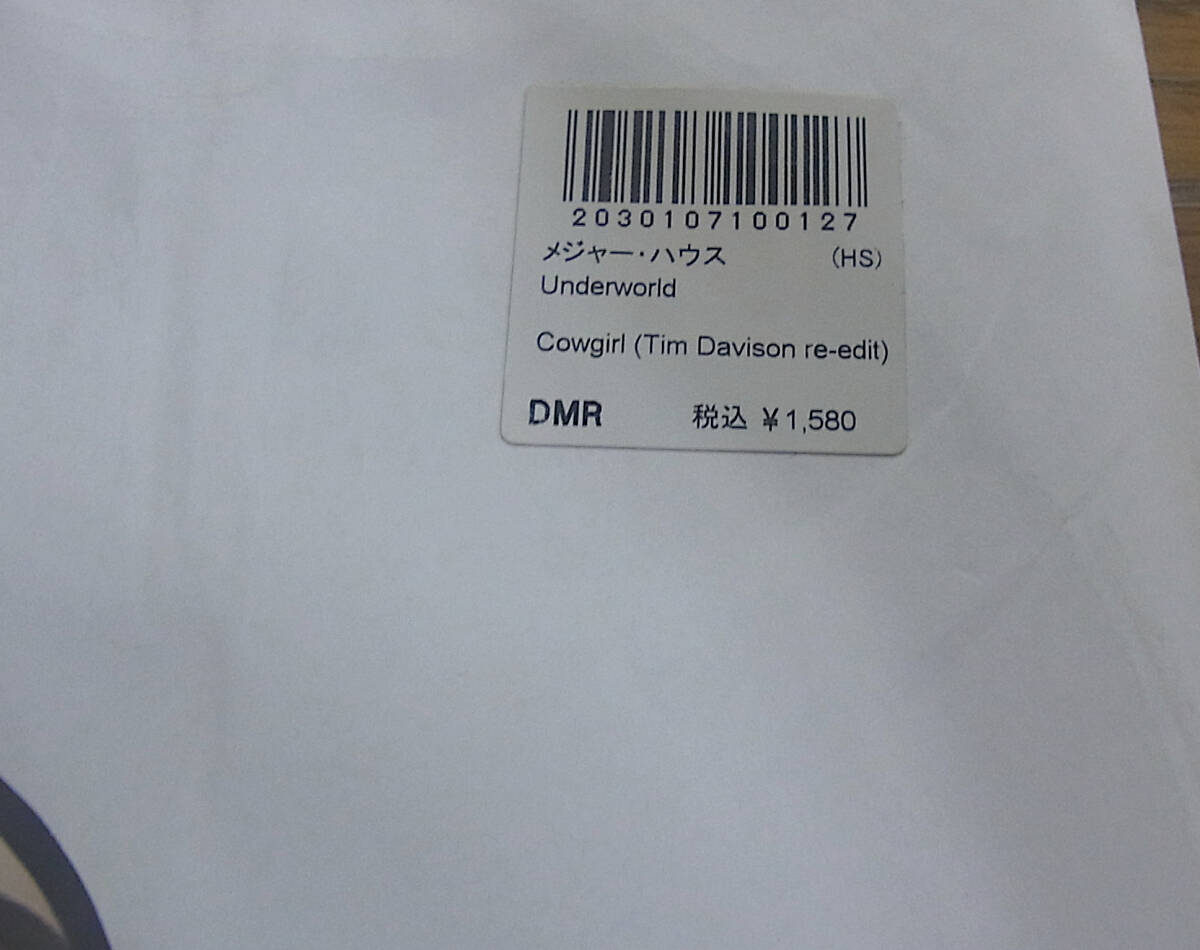 2030107100127
メジャー・ハウス (HS)
Underworld
Cowgirl (Tim Davison re-edit)
DMR 税込 ¥1,580